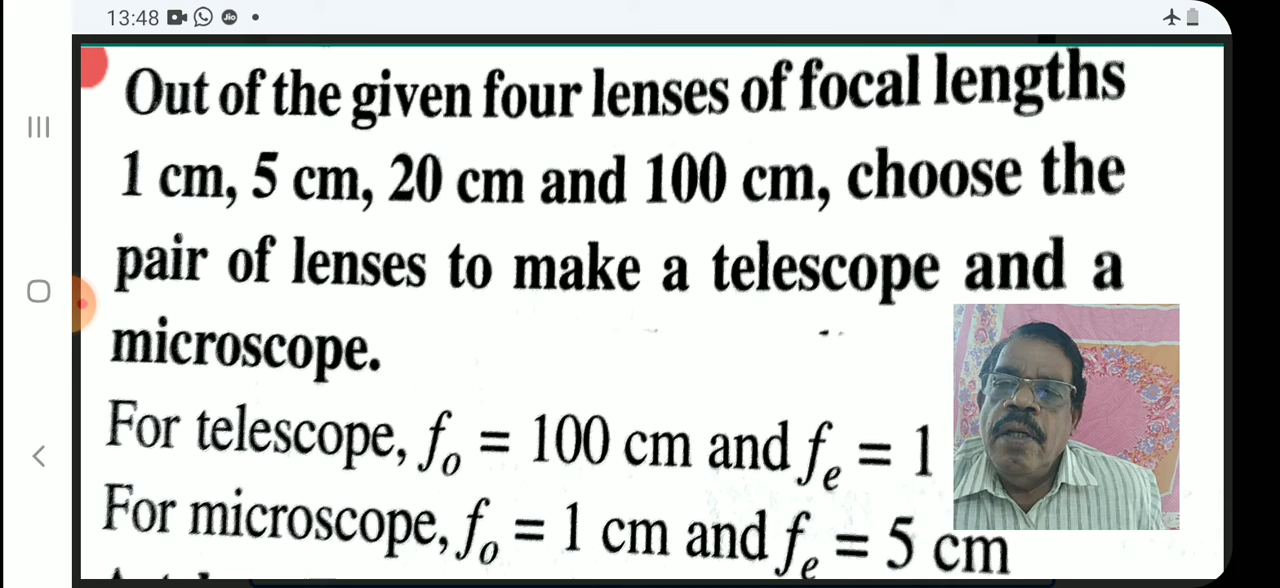 13:48
Jio
Out of the given four lenses of focal lengths
1 cm, 5 cm, 20 cm and 100 cm, choose the
pair of lenses to make a telescope and a
microscope.
For telescope, fₒ = 100 cm and fₑ = 1
For microscope, fₒ = 1 cm and fₑ = 5 cm